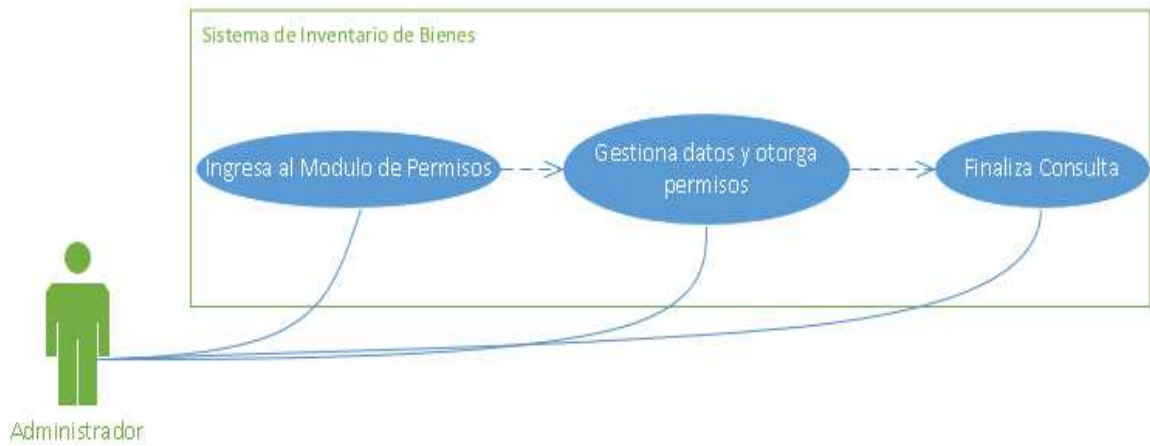 Sistema de Inventario de Bienes
Ingresa al Modulo de Permisos
Gestiona datos y otorga
permisos
Finaliza Consulta
Administrador